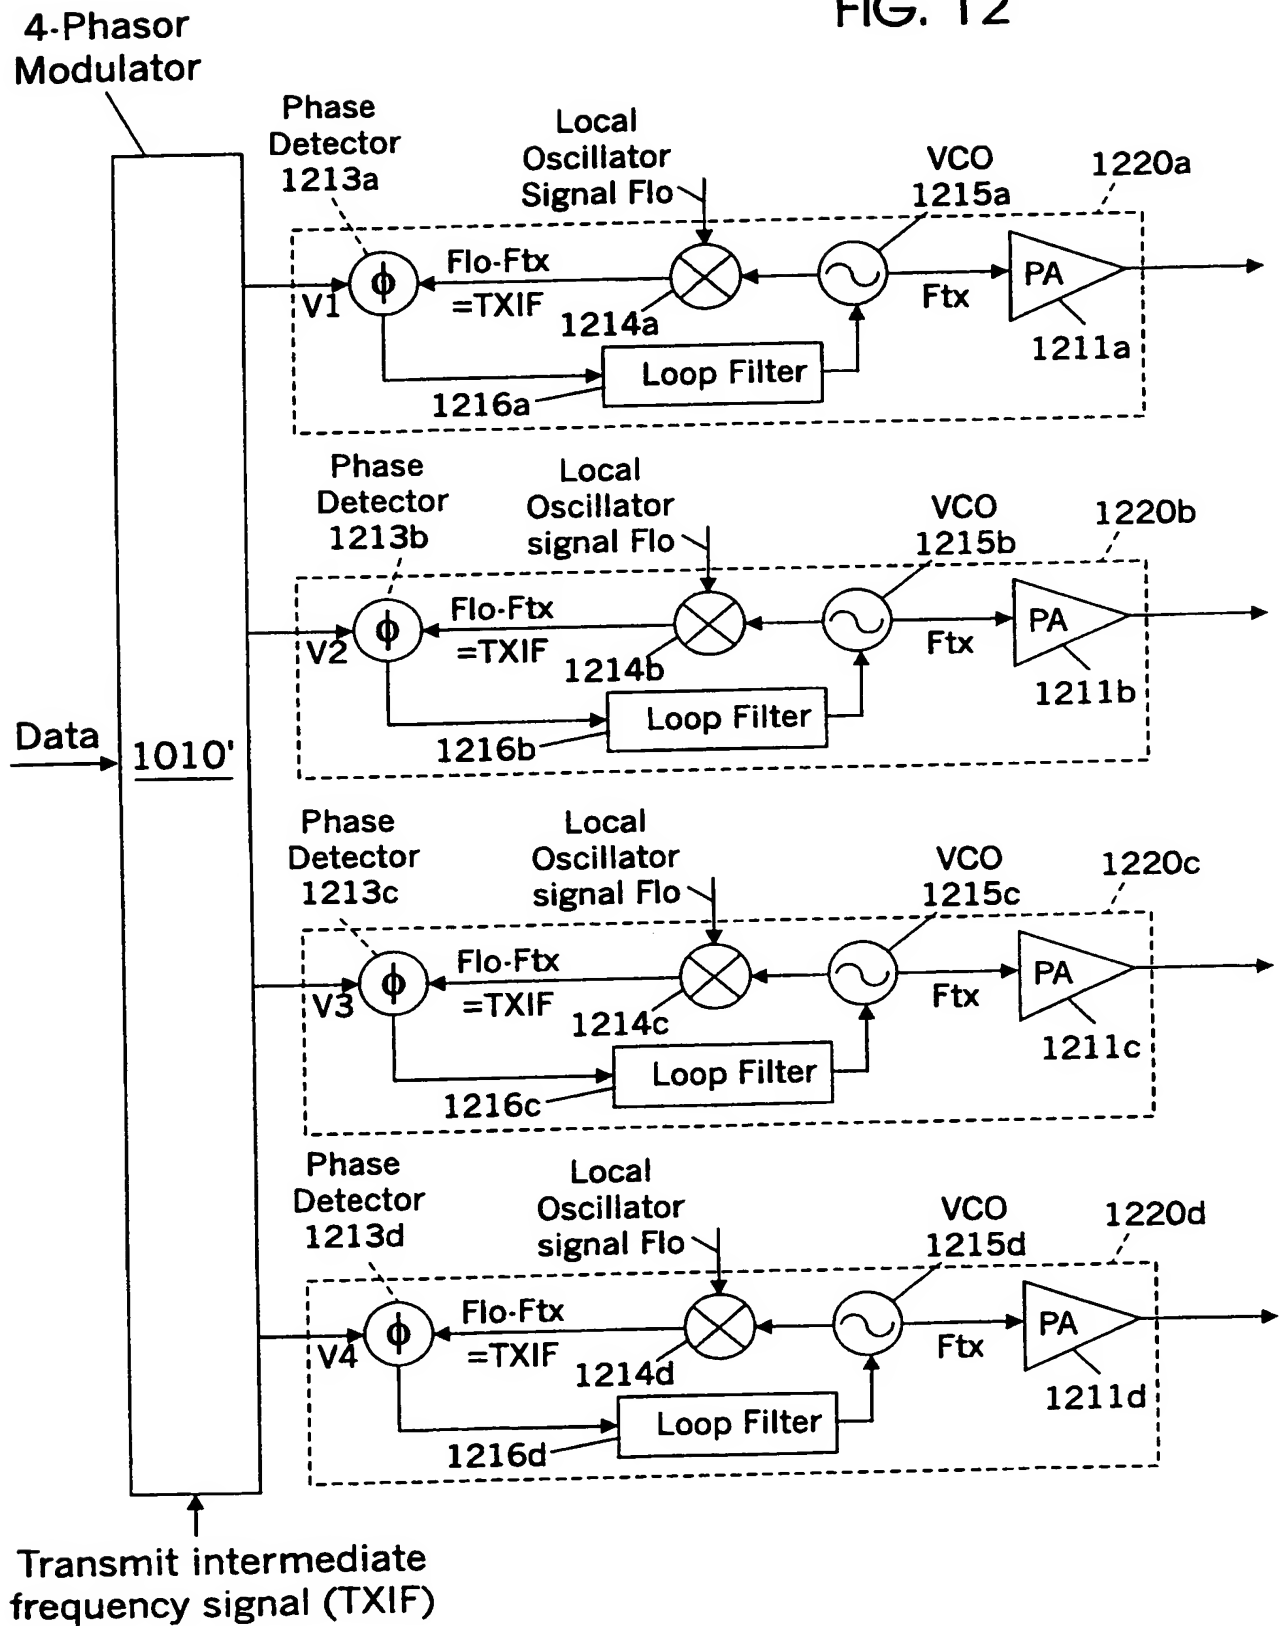 FIG. 12
4-Phasor
Modulator
Phase
Detector
1213a
Local
Oscillator
Signal Flo
VCO
1215a
1220a
V1
ϕ
Flo-Ftx
=TXIF
1214a
Ftx
PA
1211a
Loop Filter
1216a
Phase
Detector
1213b
Local
Oscillator
signal Flo
VCO
1215b
1220b
V2
ϕ
Flo-Ftx
=TXIF
1214b
Ftx
PA
1211b
Loop Filter
1216b
Data
1010'
Phase
Detector
1213c
Local
Oscillator
signal Flo
VCO
1215c
1220c
V3
ϕ
Flo-Ftx
=TXIF
1214c
Ftx
PA
1211c
Loop Filter
1216c
Phase
Detector
1213d
Local
Oscillator
signal Flo
VCO
1215d
1220d
V4
ϕ
Flo-Ftx
=TXIF
1214d
Ftx
PA
1211d
Loop Filter
1216d
Transmit intermediate
frequency signal (TXIF)